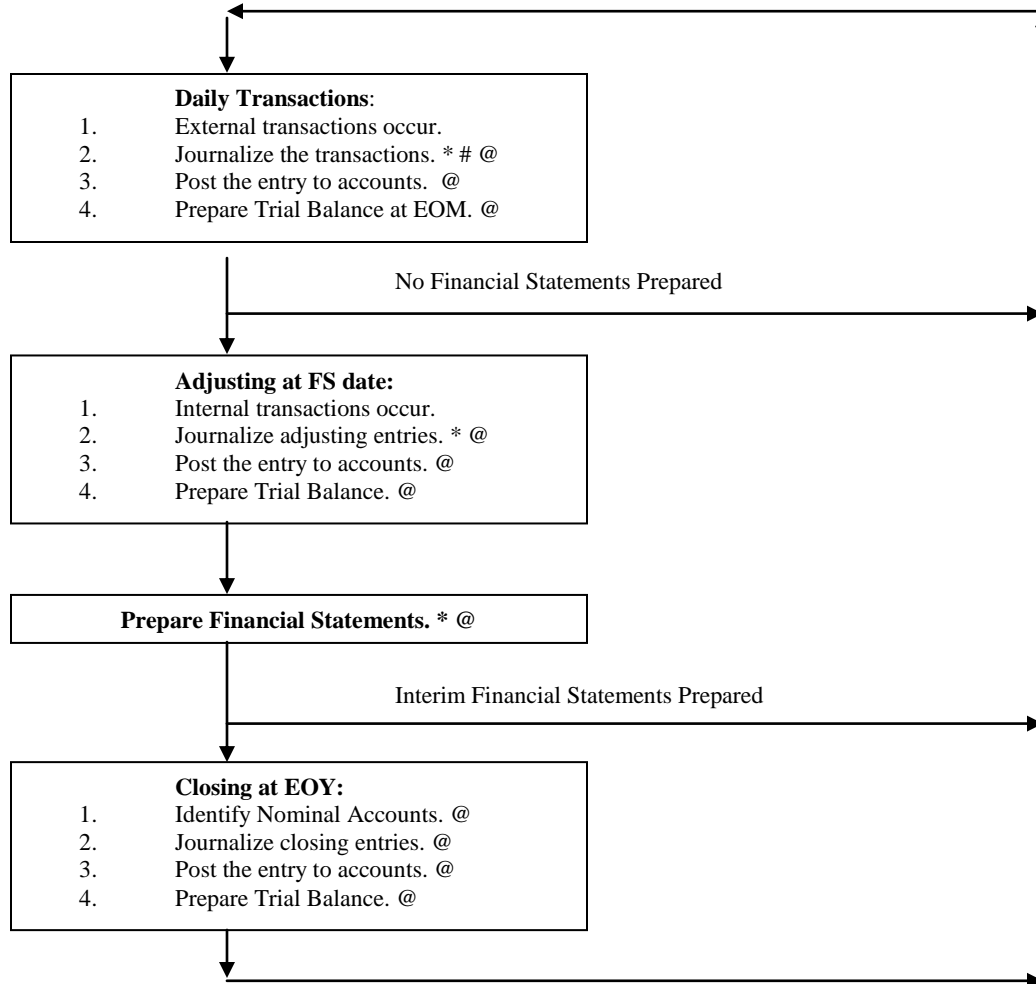 Daily Transactions:
1. External transactions occur.
2. Journalize the transactions. * # @
3. Post the entry to accounts. @
4. Prepare Trial Balance at EOM. @
No Financial Statements Prepared
Adjusting at FS date:
1. Internal transactions occur.
2. Journalize adjusting entries. * @
3. Post the entry to accounts. @
4. Prepare Trial Balance. @
Prepare Financial Statements. * @
Interim Financial Statements Prepared
Closing at EOY:
1. Identify Nominal Accounts. @
2. Journalize closing entries. @
3. Post the entry to accounts. @
4. Prepare Trial Balance. @